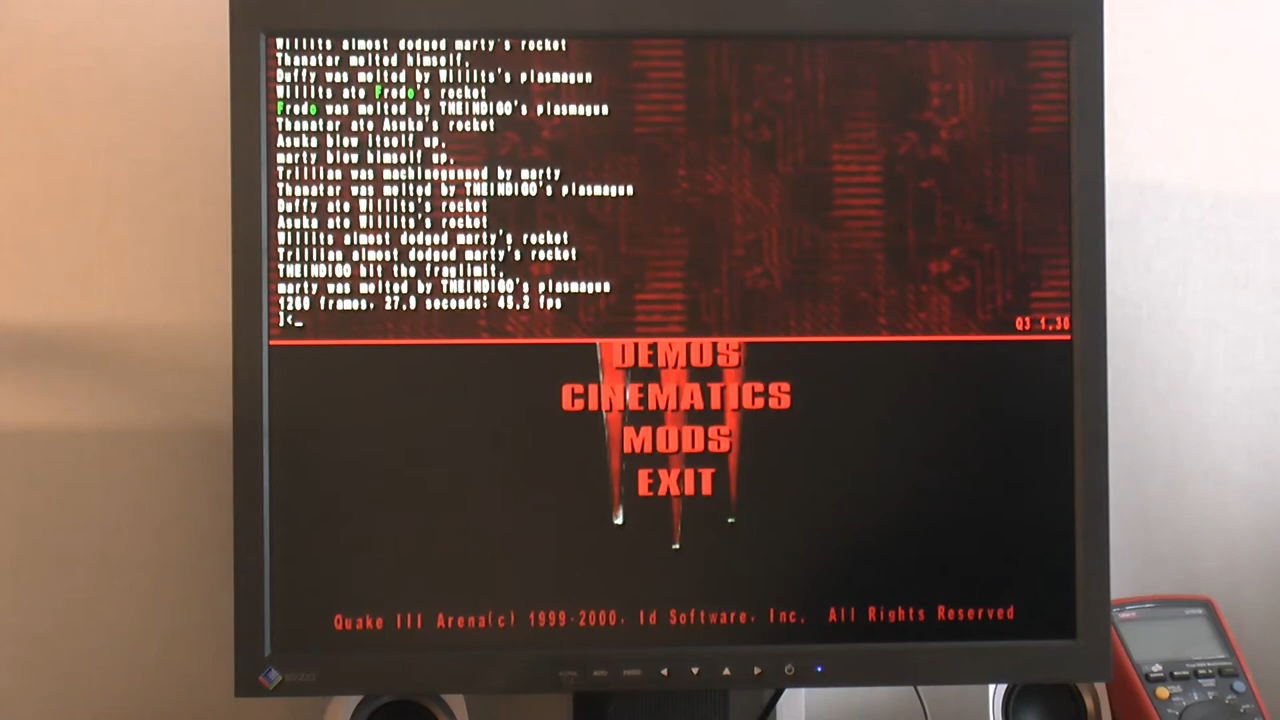 Willits almost dodged marty's rocket
Thanatar melted himself.
Duffy was melted by Willits's plasmagun
Willits ate Fredo's rocket
Fredo was melted by THEINDIGO's plasmagun
Thanatar ate Asuka's rocket
Asuka blew itself up.
marty blew himself up.
Trillian was machinegunned by marty
Thanatar was melted by THEINDIGO's plasmagun
Duffy ate Willits's rocket
Asuka ate Willits's rocket
Willits almost dodged marty's rocket
Trillian almost dodged marty's rocket
THEINDIGO hit the fraglimit.
marty was melted by THEINDIGO's plasmagun
1260 frames, 27.9 seconds: 45.2 fps
]<_
Q3 1.30
DEMOS
CINEMATICS
MODS
EXIT
Quake III Arena(c) 1999-2000, Id Software, Inc. All Rights Reserved